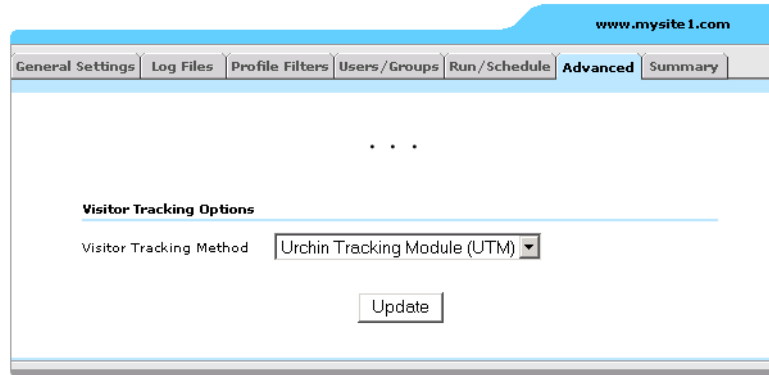 www.mysite1.com
General Settings Log Files Profile Filters Users/Groups Run/Schedule Advanced Summary
. . .
Visitor Tracking Options
Visitor Tracking Method Urchin Tracking Module (UTM)
Update